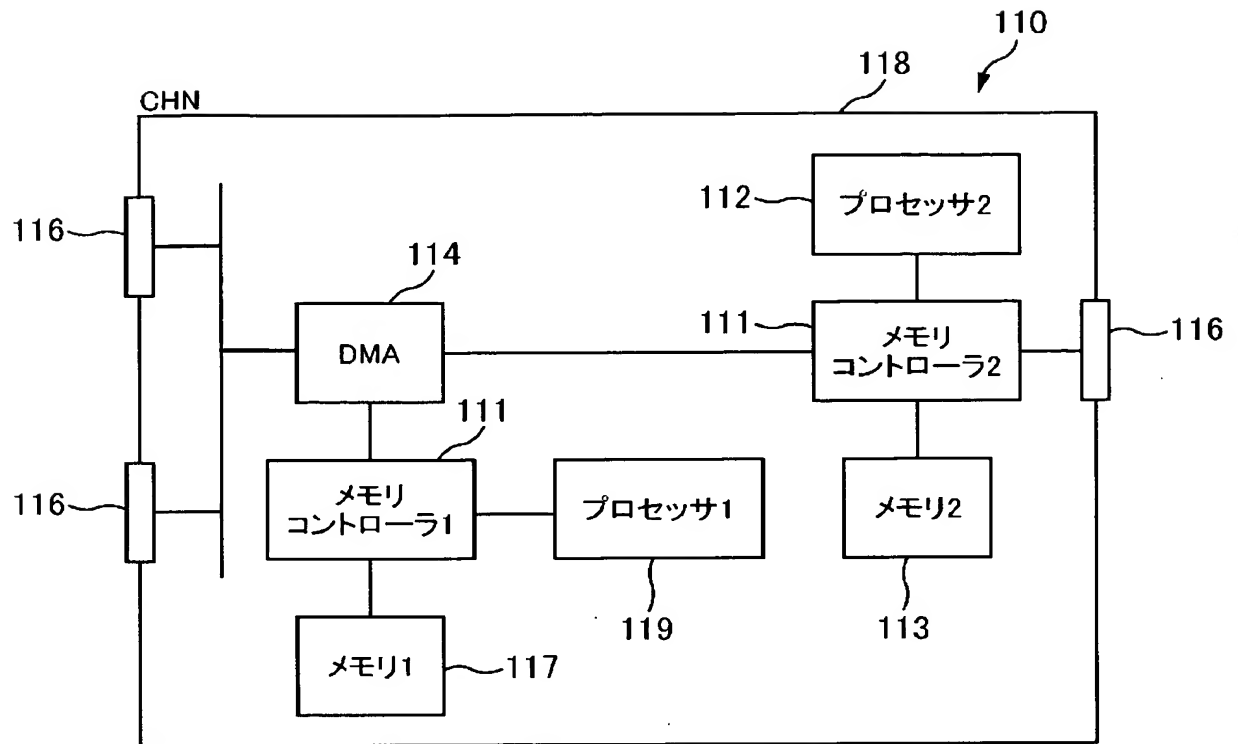 110
118
CHN
112
プロセッサ2
116
114
111
メモリ
コントローラ2
116
DMA
111
116
メモリ
コントローラ1
プロセッサ1
メモリ2
119
113
メモリ1
117